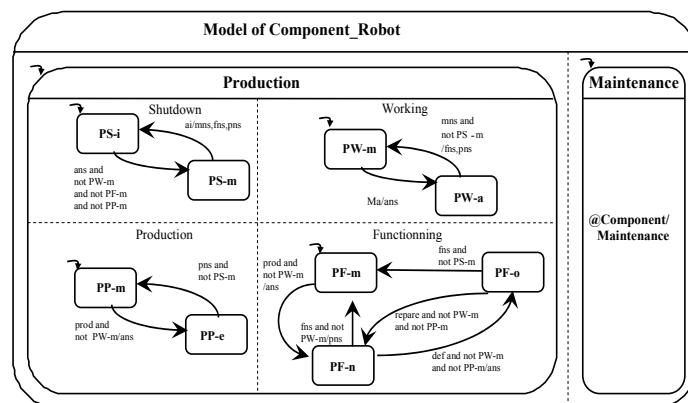 Model of Component_Robot
Production
Maintenance
Shutdown
PS-i
ai/mns,fns,pns
ans and
not PW-m
and not PF-m
and not PP-m
PS-m
Working
PW-m
mns and
not PS -m
/fns,pns
Ma/ans
PW-a
@Component/
Maintenance
Production
PP-m
pns and
not PS-m
prod and
not PW-m/ans
PP-e
Functionning
prod and
not PW-m
/ans
PF-m
fns and
not PS-m
PF-o
fns and not
PW-m/pns
repare and not PW-m
and not PP-m
PF-n
def and not PW-m
and not PP-m/ans